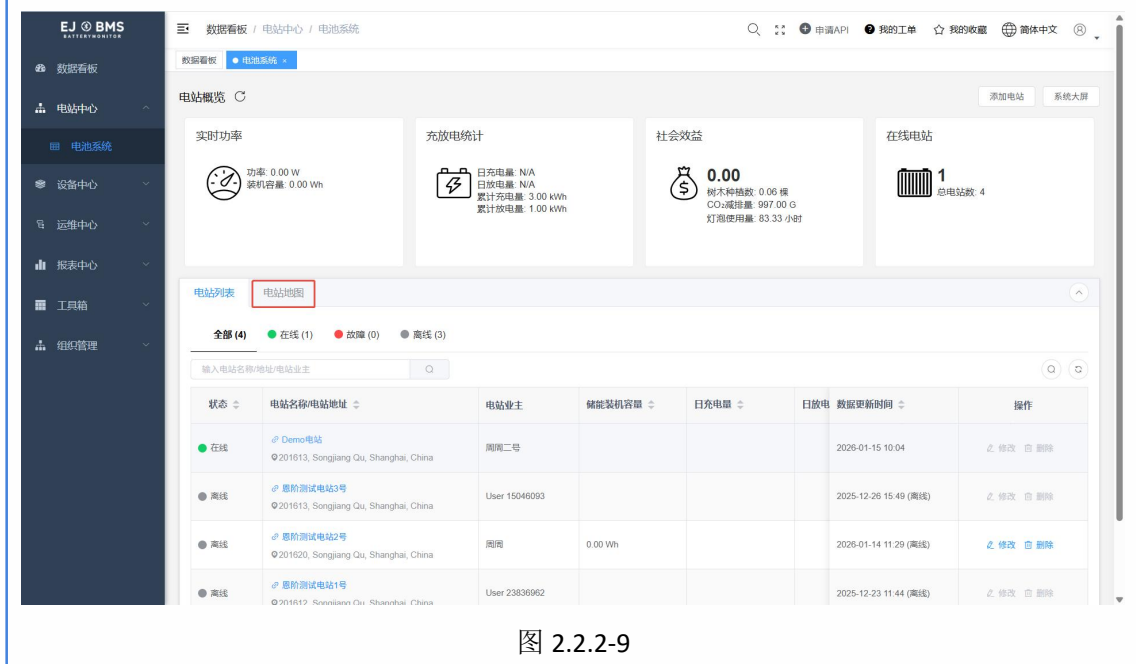 EJ BMS
BATTERYMONITOR
数据看板 / 电站中心 / 电池系统
申请API 我的工单 我的收藏 简体中文
数据看板 电池系统 ×
数据看板
电站中心
电池系统
设备中心
运维中心
报表中心
工具箱
组织管理
电站概览
添加电站 系统大屏
实时功率
功率: 0.00 W
装机容量: 0.00 Wh
充放电统计
日充电量: N/A
日放电量: N/A
累计充电量: 3.00 kWh
累计放电量: 1.00 kWh
社会效益
0.00
树木种植数: 0.06 棵
CO₂减排量: 997.00 G
灯泡使用量: 83.33 小时
在线电站
1
总电站数: 4
电站列表 电站地图
全部 (4) 在线 (1) 故障 (0) 离线 (3)
输入电站名称/地址/电站业主
状态 电站名称/电站地址 电站业主 储能装机容量 日充电量 日放电 数据更新时间 操作
在线 Demo电站 周周二号 2026-01-15 10:04 修改 删除
201613, Songjiang Qu, Shanghai, China
离线 恩阶测试电站3号 User 15046093 2025-12-26 15:49 (离线) 修改 删除
201613, Songjiang Qu, Shanghai, China
离线 恩阶测试电站2号 周周 0.00 Wh 2026-01-14 11:29 (离线) 修改 删除
201620, Songjiang Qu, Shanghai, China
离线 恩阶测试电站1号 User 23836962 2025-12-23 11:44 (离线) 修改 删除
201612, Songjiang Qu, Shanghai, China
图 2.2.2-9